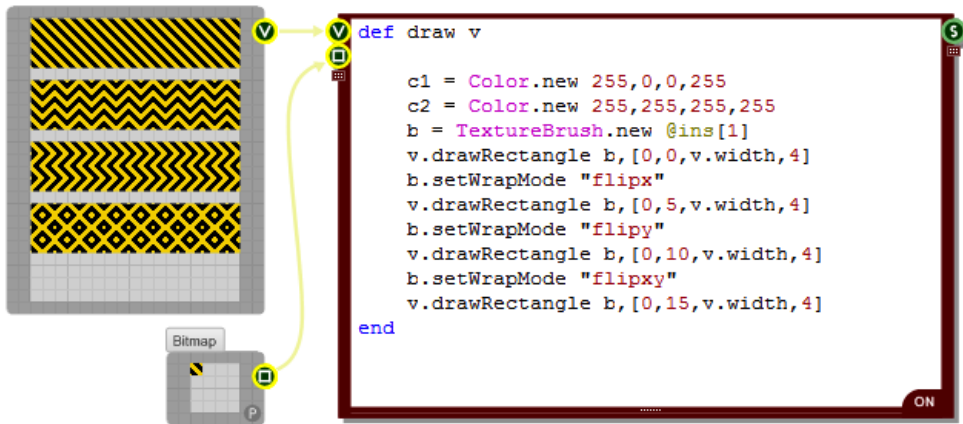 V
V
def draw v
S
c1 = Color.new 255,0,0,255
c2 = Color.new 255,255,255,255
b = TextureBrush.new @ins[1]
v.drawRectangle b,[0,0,v.width,4]
b.setWrapMode "flipx"
v.drawRectangle b,[0,5,v.width,4]
b.setWrapMode "flipy"
v.drawRectangle b,[0,10,v.width,4]
b.setWrapMode "flipxy"
v.drawRectangle b,[0,15,v.width,4]
end
Bitmap
P
ON